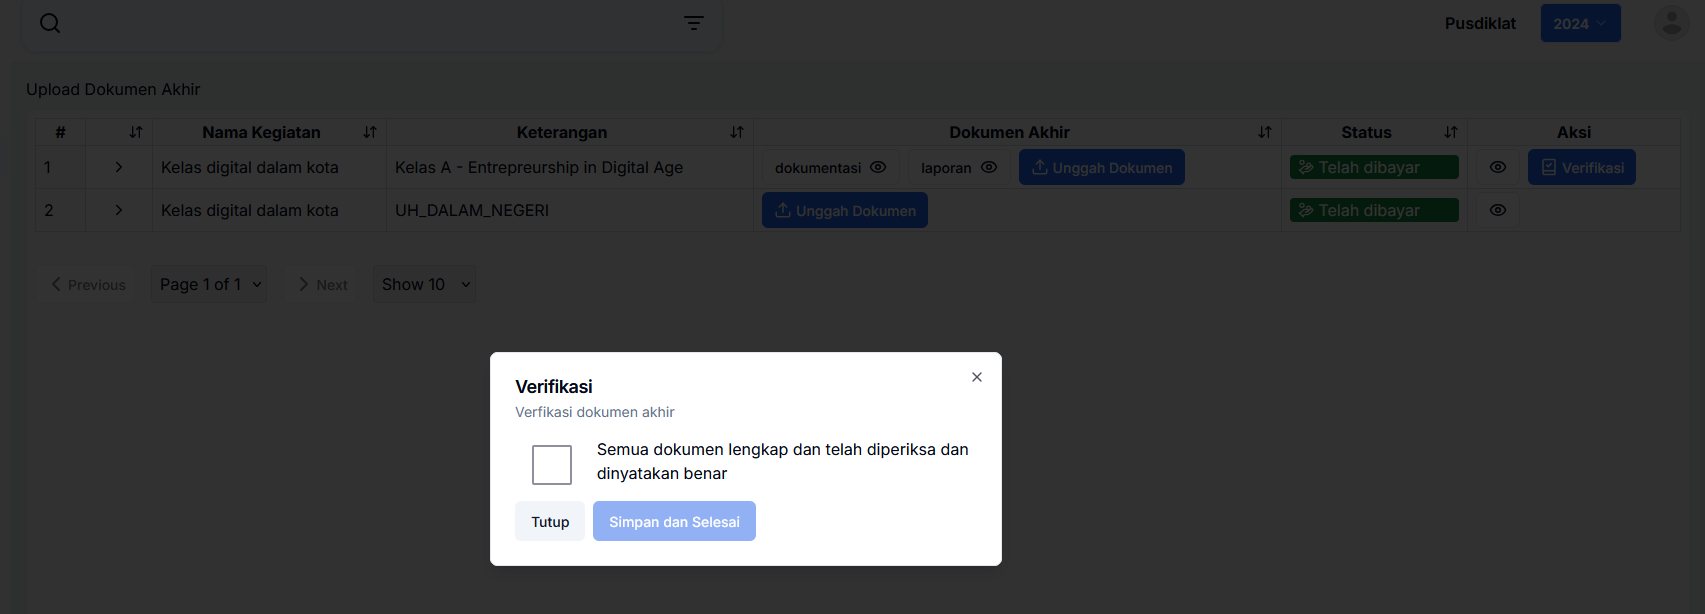 Pusdiklat 2024
Upload Dokumen Akhir
# Nama Kegiatan Keterangan Dokumen Akhir Status Aksi
1 Kelas digital dalam kota Kelas A - Entrepreurship in Digital Age dokumentasi laporan Unggah Dokumen Telah dibayar Verifikasi
2 Kelas digital dalam kota UH_DALAM_NEGERI Unggah Dokumen Telah dibayar
Previous Page 1 of 1 Next Show 10
Verifikasi
Verfikasi dokumen akhir
Semua dokumen lengkap dan telah diperiksa dan
dinyatakan benar
Tutup Simpan dan Selesai